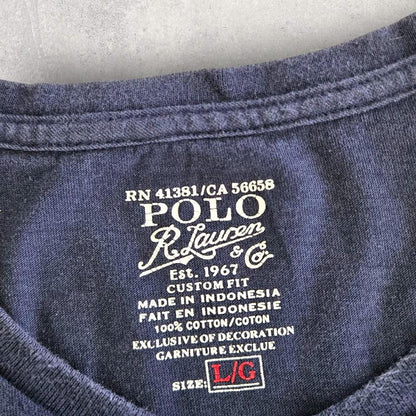 RN 41381/CA 56658
POLO
R. Lauren
& Co
Est. 1967
CUSTOM FIT
MADE IN INDONESIA
FAIT EN INDONÉSIE
100% COTTON/COTON
EXCLUSIVE OF DECORATION
GARNITURE EXCLUE
SIZE: L/G